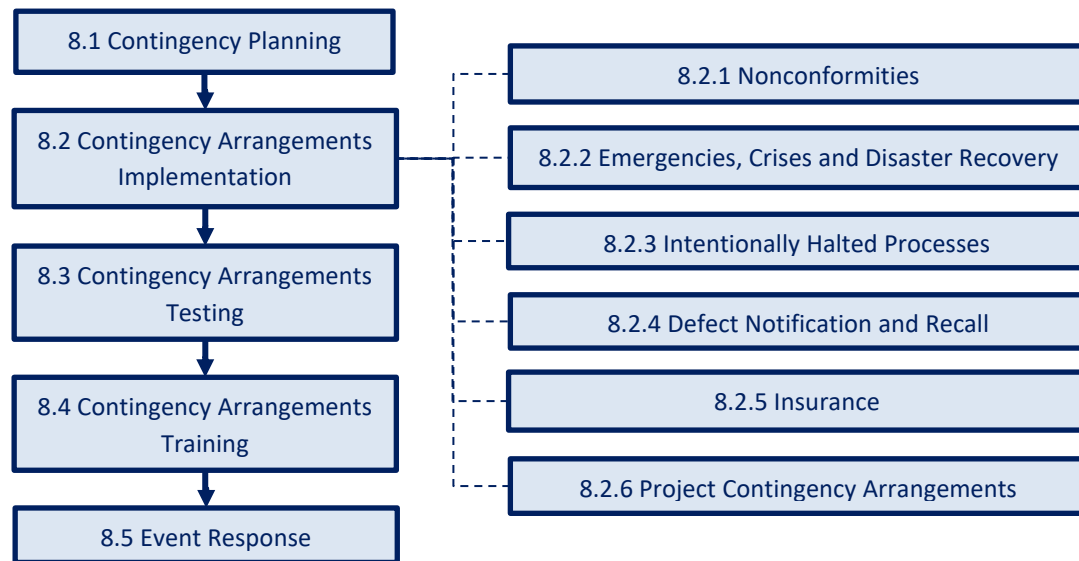 8.1 Contingency Planning
8.2 Contingency Arrangements
Implementation
8.3 Contingency Arrangements
Testing
8.4 Contingency Arrangements
Training
8.5 Event Response
8.2.1 Nonconformities
8.2.2 Emergencies, Crises and Disaster Recovery
8.2.3 Intentionally Halted Processes
8.2.4 Defect Notification and Recall
8.2.5 Insurance
8.2.6 Project Contingency Arrangements